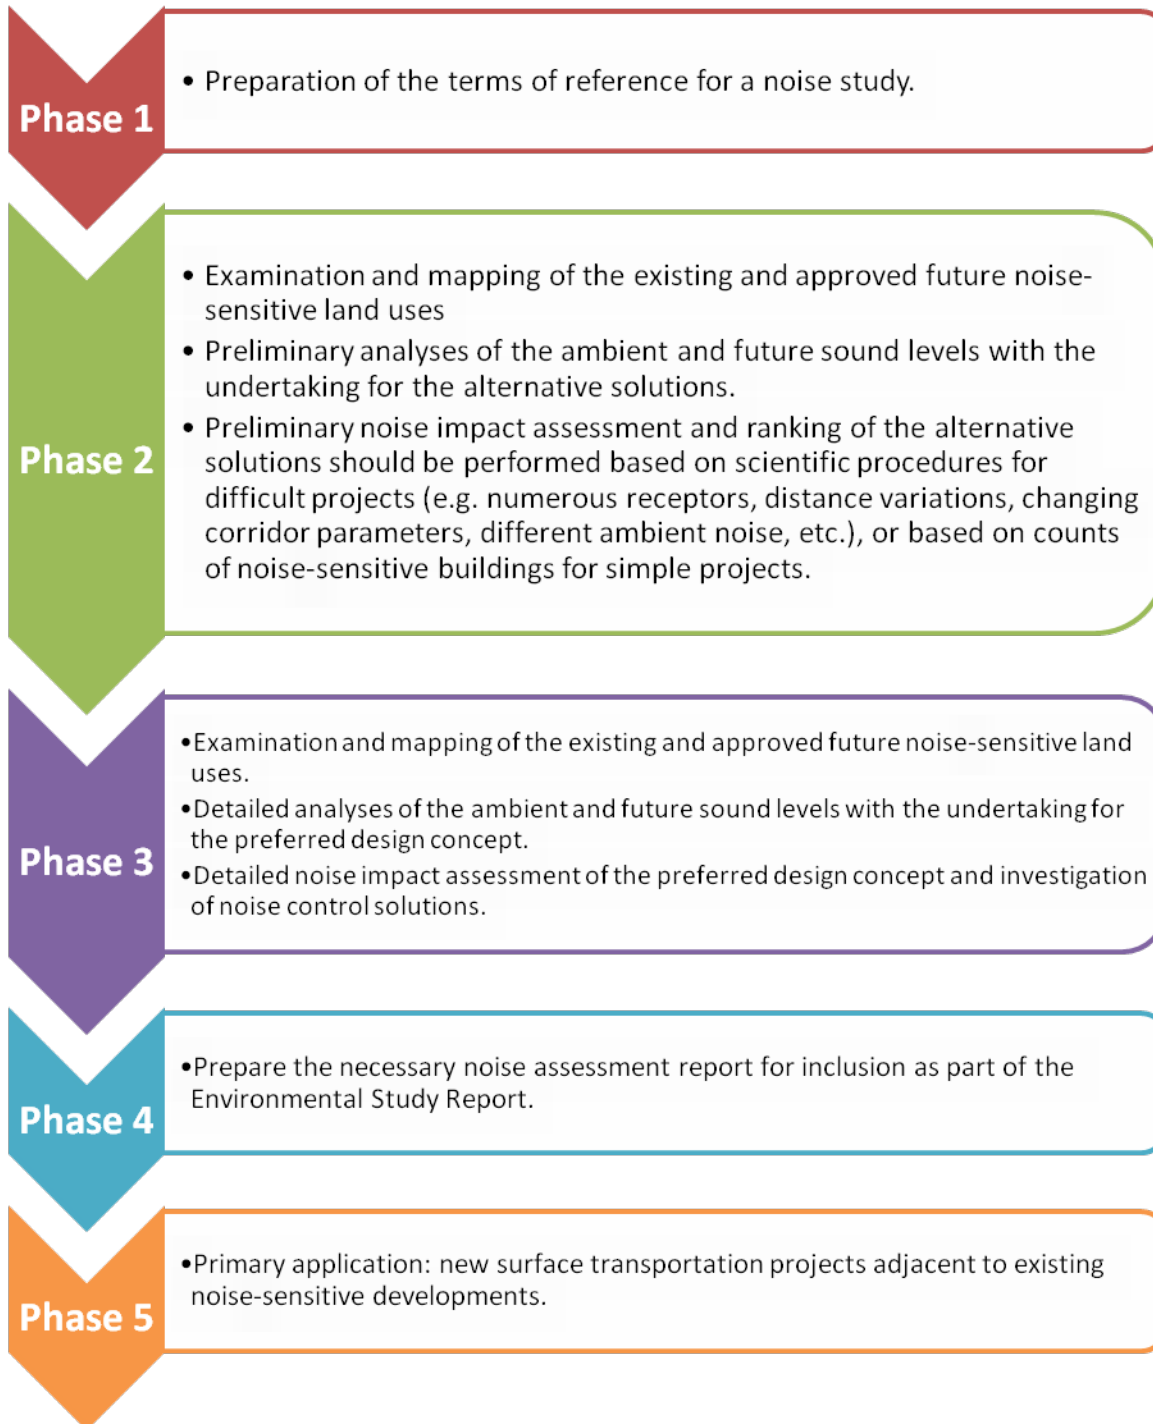 Phase 1
• Preparation of the terms of reference for a noise study.
Phase 2
• Examination and mapping of the existing and approved future noise-
sensitive land uses
• Preliminary analyses of the ambient and future sound levels with the
undertaking for the alternative solutions.
• Preliminary noise impact assessment and ranking of the alternative
solutions should be performed based on scientific procedures for
difficult projects (e.g. numerous receptors, distance variations, changing
corridor parameters, different ambient noise, etc.), or based on counts
of noise-sensitive buildings for simple projects.
Phase 3
•Examination and mapping of the existing and approved future noise-sensitive land
uses.
•Detailed analyses of the ambient and future sound levels with the undertaking for
the preferred design concept.
•Detailed noise impact assessment of the preferred design concept and investigation
of noise control solutions.
Phase 4
•Prepare the necessary noise assessment report for inclusion as part of the
Environmental Study Report.
Phase 5
•Primary application: new surface transportation projects adjacent to existing
noise-sensitive developments.